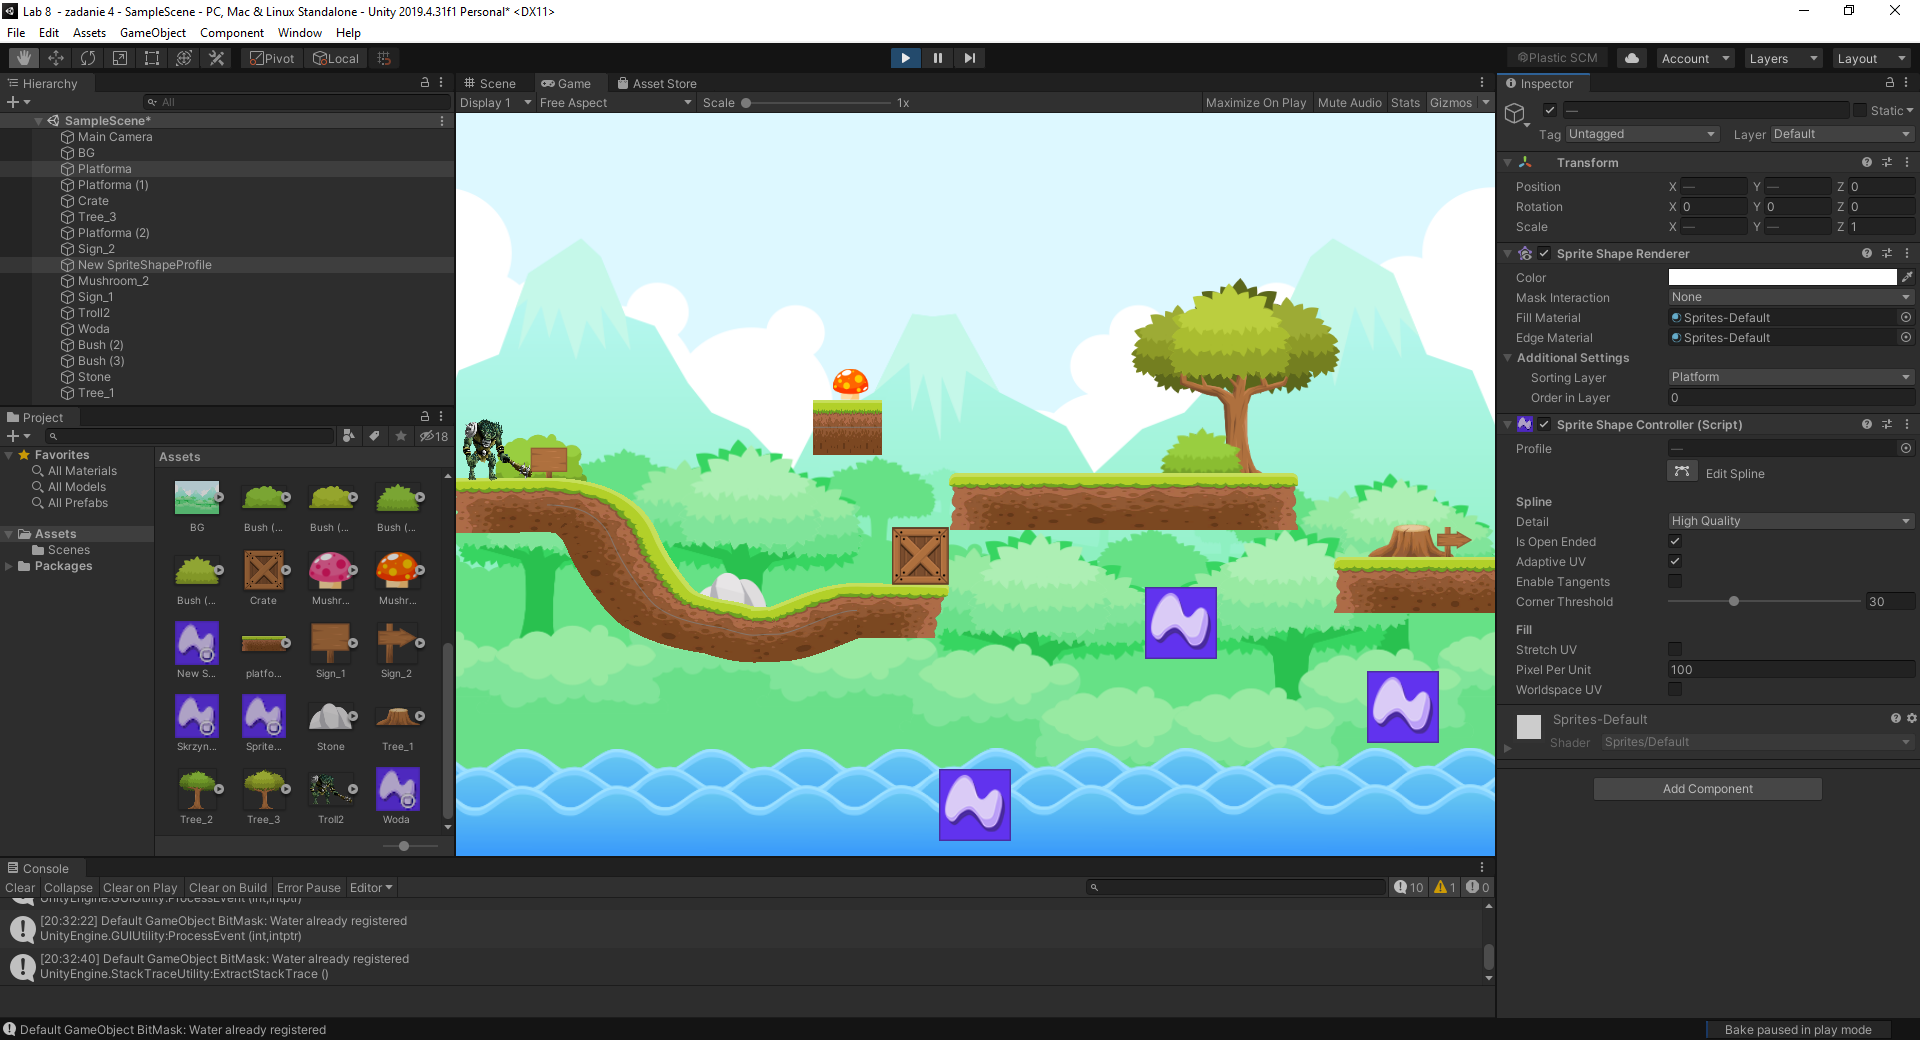 Lab 8 - zadanie 4 - SampleScene - PC, Mac & Linux Standalone - Unity 2019.4.31f1 Personal* <DX11>
File Edit Assets GameObject Component Window Help
Pivot Local Plastic SCM Account Layers Layout
Hierarchy
All
SampleScene*
Main Camera
BG
Platforma
Platforma (1)
Crate
Tree_3
Platforma (2)
Sign_2
New SpriteShapeProfile
Mushroom_2
Sign_1
Troll2
Woda
Bush (2)
Bush (3)
Stone
Tree_1
Project
18
Favorites
All Materials
All Models
All Prefabs
Assets
Scenes
Packages
Assets
BG Bush (... Bush (... Bush (...
Bush (... Crate Mushr... Mushr...
New S... platfo... Sign_1 Sign_2
Skrzyn... Sprite... Stone Tree_1
Tree_2 Tree_3 Troll2 Woda
Scene Game Asset Store
Display 1 Free Aspect Scale 1x Maximize On Play Mute Audio Stats Gizmos
Inspector
— Static
Tag Untagged Layer Default
Transform
Position X — Y — Z 0
Rotation X 0 Y 0 Z 0
Scale X — Y — Z 1
Sprite Shape Renderer
Color
Mask Interaction None
Fill Material Sprites-Default
Edge Material Sprites-Default
Additional Settings
Sorting Layer Platform
Order in Layer 0
Sprite Shape Controller (Script)
Profile —
Edit Spline
Spline
Detail High Quality
Is Open Ended
Adaptive UV
Enable Tangents
Corner Threshold 30
Fill
Stretch UV
Pixel Per Unit 100
Worldspace UV
Sprites-Default
Shader Sprites/Default
Add Component
Console
Clear Collapse Clear on Play Clear on Build Error Pause Editor 10 1 0
UnityEngine.GUIUtility:ProcessEvent (int,intptr)
[20:32:22] Default GameObject BitMask: Water already registered
UnityEngine.GUIUtility:ProcessEvent (int,intptr)
[20:32:40] Default GameObject BitMask: Water already registered
UnityEngine.StackTraceUtility:ExtractStackTrace ()
Default GameObject BitMask: Water already registered
Bake paused in play mode